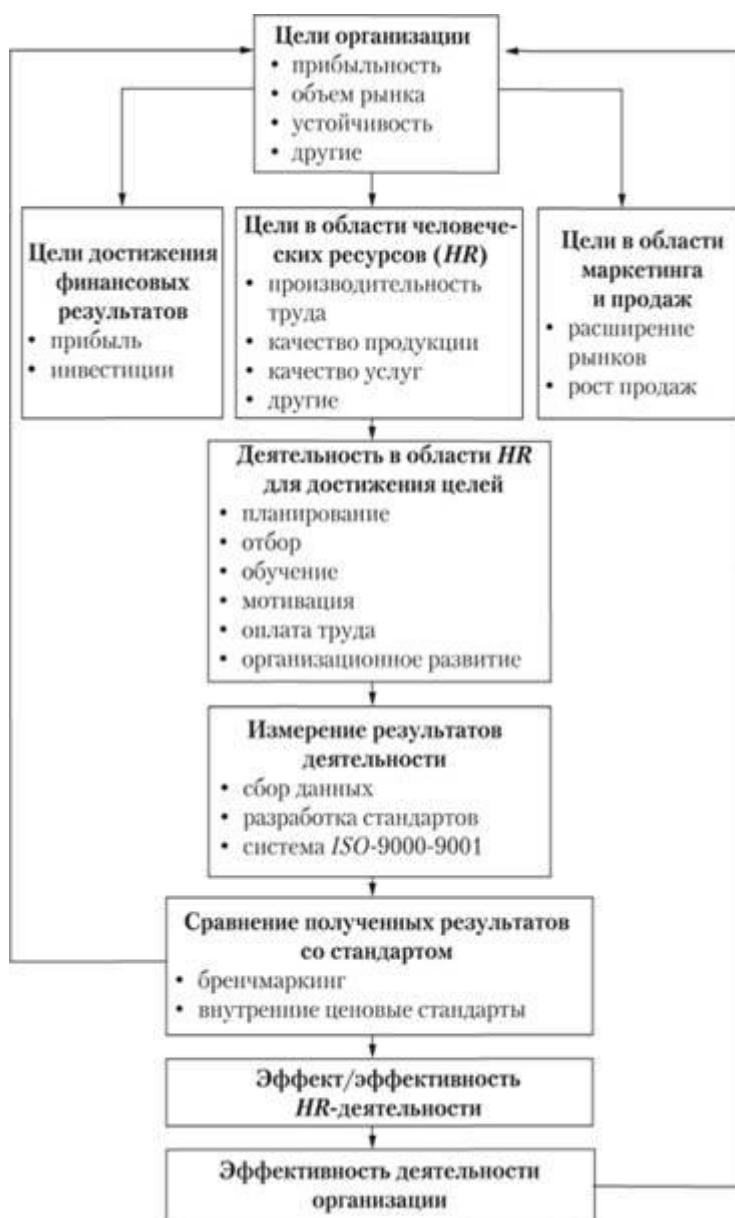 Цели организации
• прибыльность
• объем рынка
• устойчивость
• другие
Цели достижения
финансовых
результатов
• прибыль
• инвестиции
Цели в области человече-
ских ресурсов (HR)
• производительность
труда
• качество продукции
• качество услуг
• другие
Цели в области
маркетинга
и продаж
• расширение
рынков
• рост продаж
Деятельность в области HR
для достижения целей
• планирование
• отбор
• обучение
• мотивация
• оплата труда
• организационное развитие
Измерение результатов
деятельности
• сбор данных
• разработка стандартов
• система ISO-9000-9001
Сравнение полученных результатов
со стандартом
• бренчмаркинг
• внутренние ценовые стандарты
Эффект/эффективность
HR-деятельности
Эффективность деятельности
организации